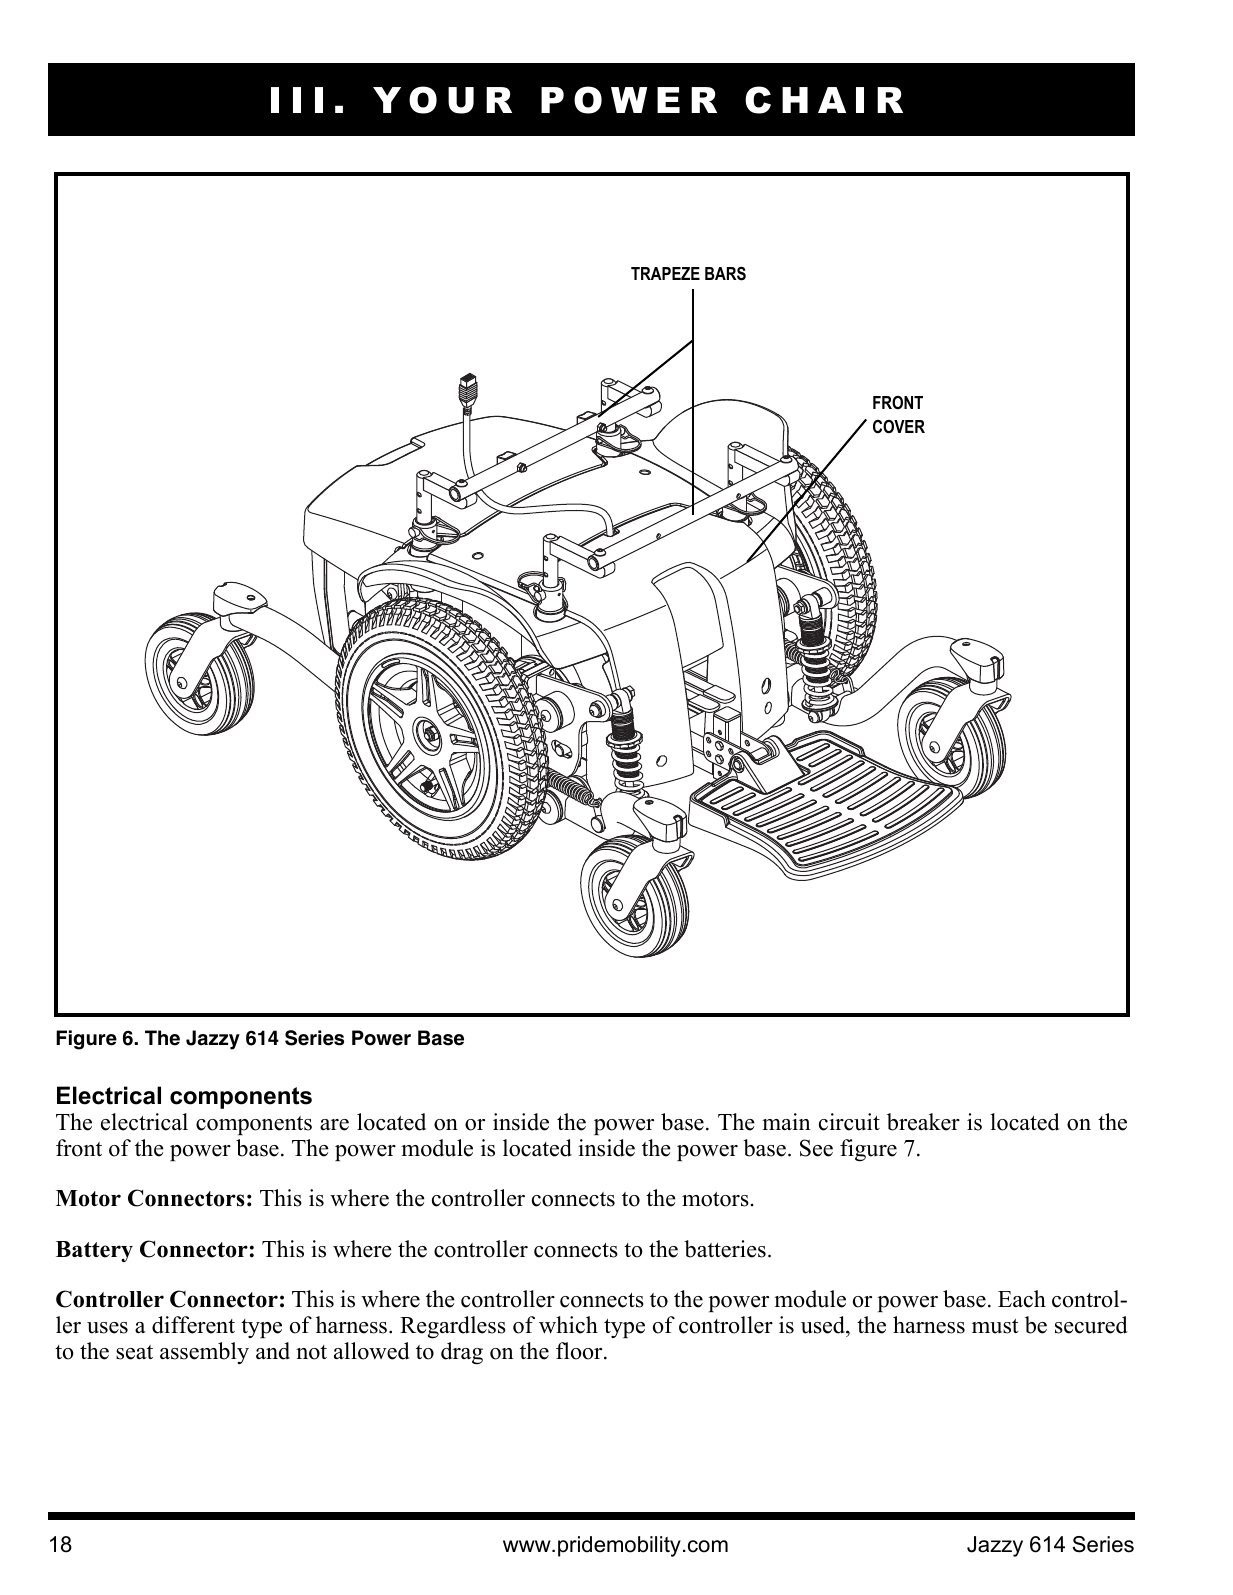 III. YOUR POWER CHAIR
TRAPEZE BARS
FRONT
COVER
Figure 6. The Jazzy 614 Series Power Base
Electrical components
The electrical components are located on or inside the power base. The main circuit breaker is located on the
front of the power base. The power module is located inside the power base. See figure 7.
Motor Connectors: This is where the controller connects to the motors.
Battery Connector: This is where the controller connects to the batteries.
Controller Connector: This is where the controller connects to the power module or power base. Each control-
ler uses a different type of harness. Regardless of which type of controller is used, the harness must be secured
to the seat assembly and not allowed to drag on the floor.
18 www.pridemobility.com Jazzy 614 Series